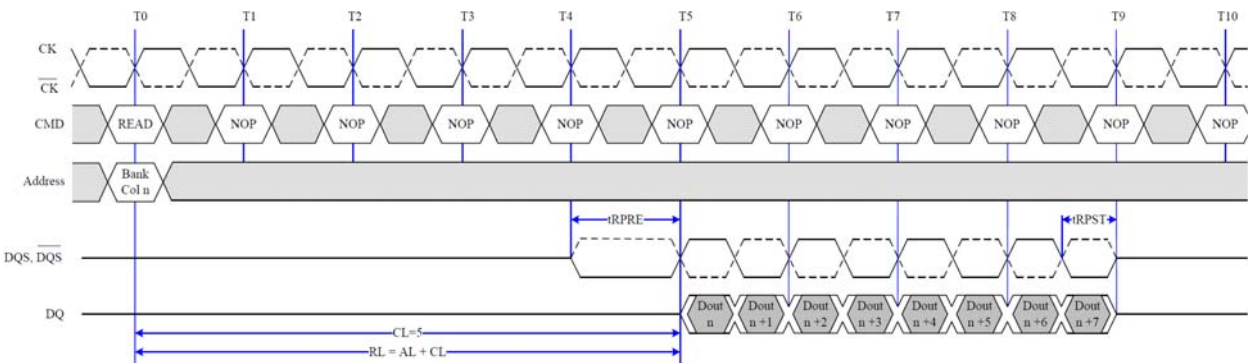 T0 T1 T2 T3 T4 T5 T6 T7 T8 T9 T10
CK
CK
CMD READ NOP NOP NOP NOP NOP NOP NOP NOP NOP NOP
Address Bank
Col n
tRPRE tRPST
DQS, DQS
DQ Dout Dout Dout Dout Dout Dout Dout Dout
n n +1 n +2 n +3 n +4 n +5 n +6 n +7
CL=5
RL = AL + CL